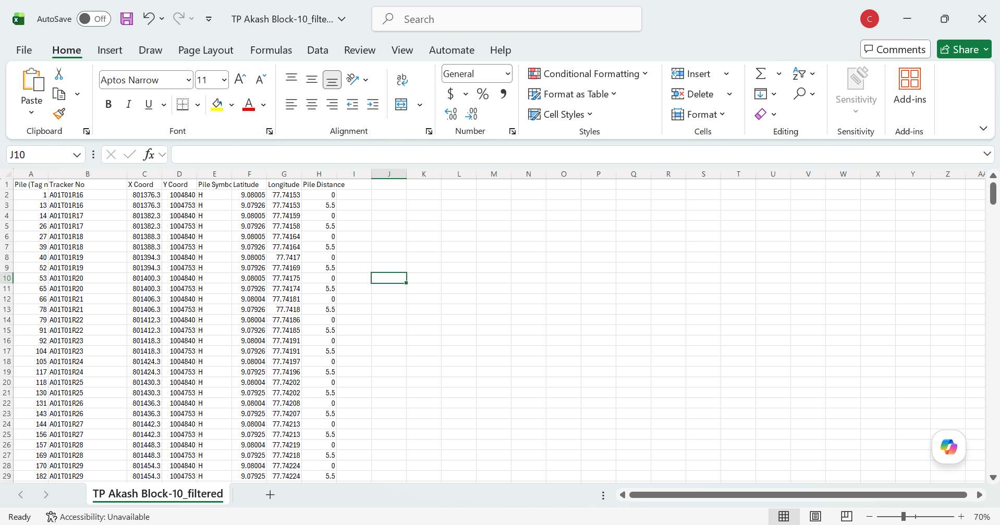 AutoSave Off TP Akash Block-10_filte... Search C
File Home Insert Draw Page Layout Formulas Data Review View Automate Help Comments Share
Paste
Clipboard
Aptos Narrow 11
B I U A
Font
ab
Alignment
General
$ % 9
Number
Conditional Formatting
Format as Table
Cell Styles
Styles
Insert
Delete
Format
Cells
Editing
Sensitivity
Sensitivity
Add-ins
Add-ins
J10 fx
A B C D E F G H I J K L M N O P Q R S T U V W X Y Z
1 Pile (Tag n Tracker No X Coord Y Coord Pile Symbo Latitude Longitude Pile Distance
2 1 A01T01R16 801376.3 1004840 H 9.08005 77.74153 0
3 13 A01T01R16 801376.3 1004753 H 9.07926 77.74153 5.5
4 14 A01T01R17 801382.3 1004840 H 9.08005 77.74159 0
5 26 A01T01R17 801382.3 1004753 H 9.07926 77.74158 5.5
6 27 A01T01R18 801388.3 1004840 H 9.08005 77.74164 0
7 39 A01T01R18 801388.3 1004753 H 9.07926 77.74164 5.5
8 40 A01T01R19 801394.3 1004840 H 9.08005 77.7417 0
9 52 A01T01R19 801394.3 1004753 H 9.07926 77.74169 5.5
10 53 A01T01R20 801400.3 1004840 H 9.08005 77.74175 0
11 65 A01T01R20 801400.3 1004753 H 9.07926 77.74174 5.5
12 66 A01T01R21 801406.3 1004840 H 9.08004 77.74181 0
13 78 A01T01R21 801406.3 1004753 H 9.07926 77.7418 5.5
14 79 A01T01R22 801412.3 1004840 H 9.08004 77.74186 0
15 91 A01T01R22 801412.3 1004753 H 9.07926 77.74185 5.5
16 92 A01T01R23 801418.3 1004840 H 9.08004 77.74191 0
17 104 A01T01R23 801418.3 1004753 H 9.07926 77.74191 5.5
18 105 A01T01R24 801424.3 1004840 H 9.08004 77.74197 0
19 117 A01T01R24 801424.3 1004753 H 9.07925 77.74196 5.5
20 118 A01T01R25 801430.3 1004840 H 9.08004 77.74202 0
21 130 A01T01R25 801430.3 1004753 H 9.07925 77.74202 5.5
22 131 A01T01R26 801436.3 1004840 H 9.08004 77.74208 0
23 143 A01T01R26 801436.3 1004753 H 9.07925 77.74207 5.5
24 144 A01T01R27 801442.3 1004840 H 9.08004 77.74213 0
25 156 A01T01R27 801442.3 1004753 H 9.07925 77.74213 5.5
26 157 A01T01R28 801448.3 1004840 H 9.08004 77.74219 0
27 169 A01T01R28 801448.3 1004753 H 9.07925 77.74218 5.5
28 170 A01T01R29 801454.3 1004840 H 9.08004 77.74224 0
29 182 A01T01R29 801454.3 1004753 H 9.07925 77.74224 5.5
TP Akash Block-10_filtered
Ready Accessibility: Unavailable 70%